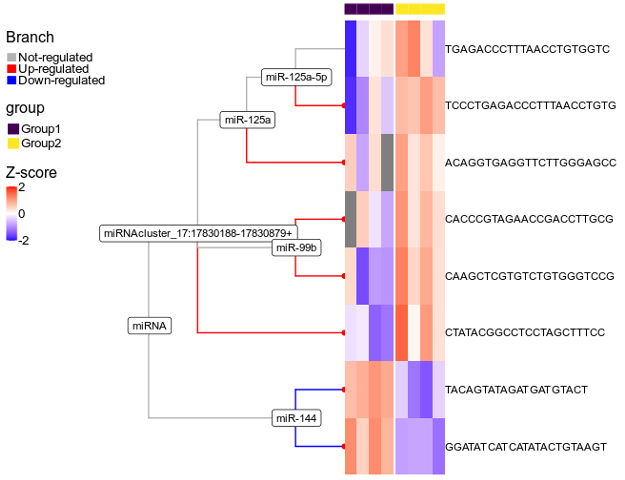 Branch
Not-regulated
Up-regulated
Down-regulated
group
Group1
Group2
Z-score
2
0
-2
miR-125a-5p
miR-125a
miRNAcluster_17:17830188-17830879+
miR-99b
miRNA
miR-144
TGAGACCCTTTAACCTGTGGTC
TCCCTGAGACCCTTTAACCTGTG
ACAGGTGAGGTTCTTGGGAGCC
CACCCGTAGAACCGACCTTGCG
CAAGCTCGTGTCTGTGGGTCCG
CTATACGGCCTCCTAGCTTTCC
TACAGTATAGATGATGTACT
GGATATCATCATATACTGTAAGT